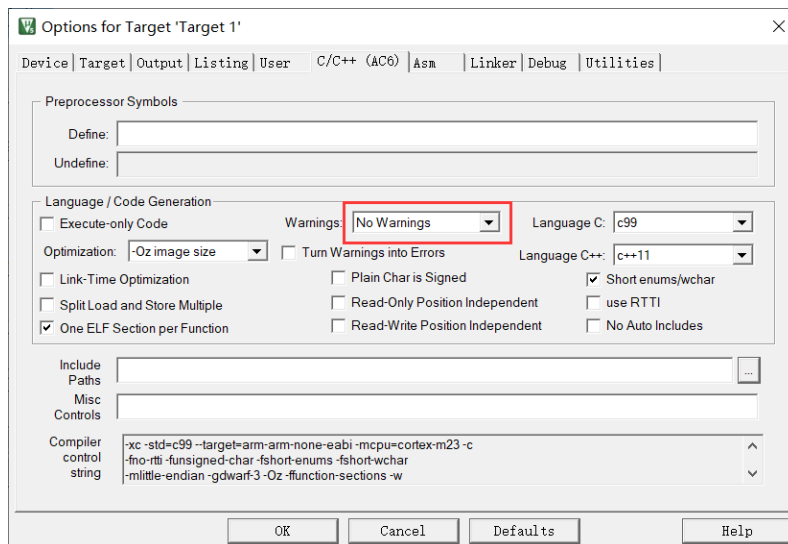 Options for Target 'Target 1'
Device Target Output Listing User C/C++ (AC6) Asm Linker Debug Utilities
Preprocessor Symbols
Define:
Undefine:
Language / Code Generation
Execute-only Code Warnings: No Warnings Language C: c99
Optimization: -Oz image size Turn Warnings into Errors Language C++: c++11
Link-Time Optimization Plain Char is Signed Short enums/wchar
Split Load and Store Multiple Read-Only Position Independent use RTTI
One ELF Section per Function Read-Write Position Independent No Auto Includes
Include
Paths ...
Misc
Controls
Compiler
control
string
-xc -std=c99 --target=arm-arm-none-eabi -mcpu=cortex-m23 -c
-fno-rtti -funsigned-char -fshort-enums -fshort-wchar
-mlittle-endian -gdwarf-3 -Oz -ffunction-sections -w
OK Cancel Defaults Help